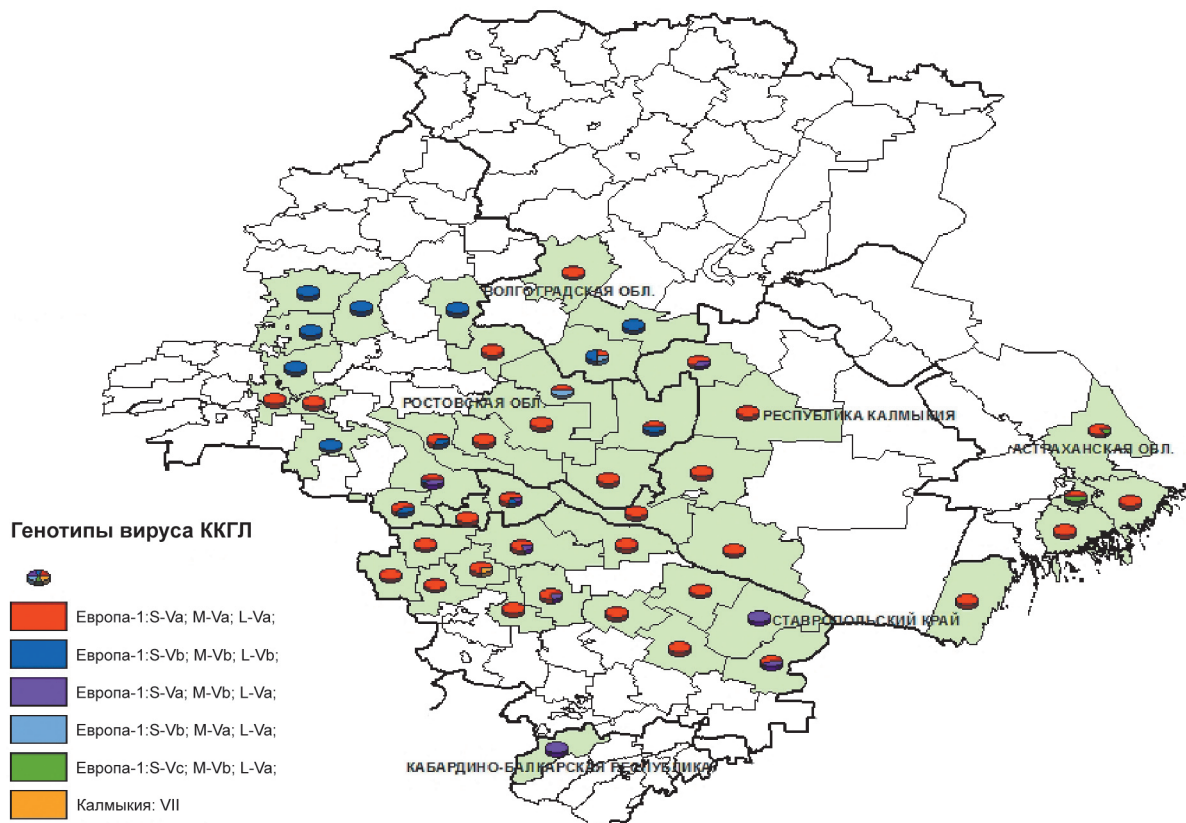 ВОЛГОГРАДСКАЯ ОБЛ.
РОСТОВСКАЯ ОБЛ.
РЕСПУБЛИКА КАЛМЫКИЯ
АСТРАХАНСКАЯ ОБЛ.
Генотипы вируса ККГЛ
Европа-1:S-Va; M-Va; L-Va;
СТАВРОПОЛЬСКИЙ КРАЙ
Европа-1:S-Vb; M-Vb; L-Vb;
Европа-1:S-Va; M-Vb; L-Va;
Европа-1:S-Vb; M-Va; L-Va;
Европа-1:S-Vc; M-Vb; L-Va;
КАБАРДИНО-БАЛКАРСКАЯ РЕСПУБЛИКА
Калмыкия: VII